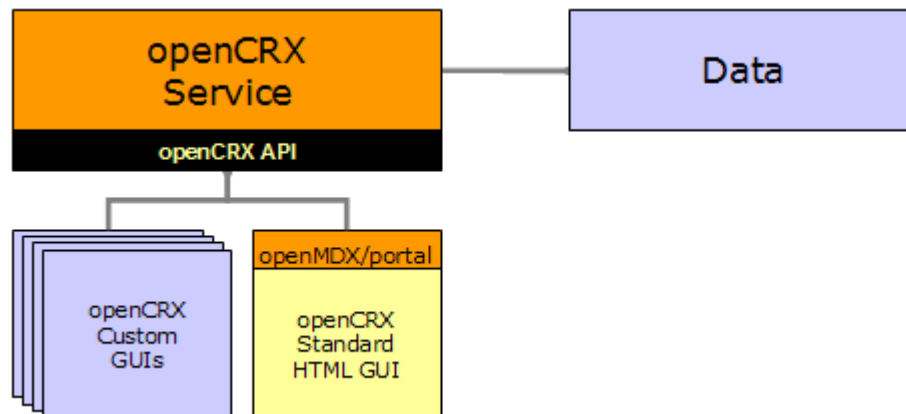 openCRX
Service
Data
openCRX API
openMDX/portal
openCRX
Custom
GUIs
openCRX
Standard
HTML GUI